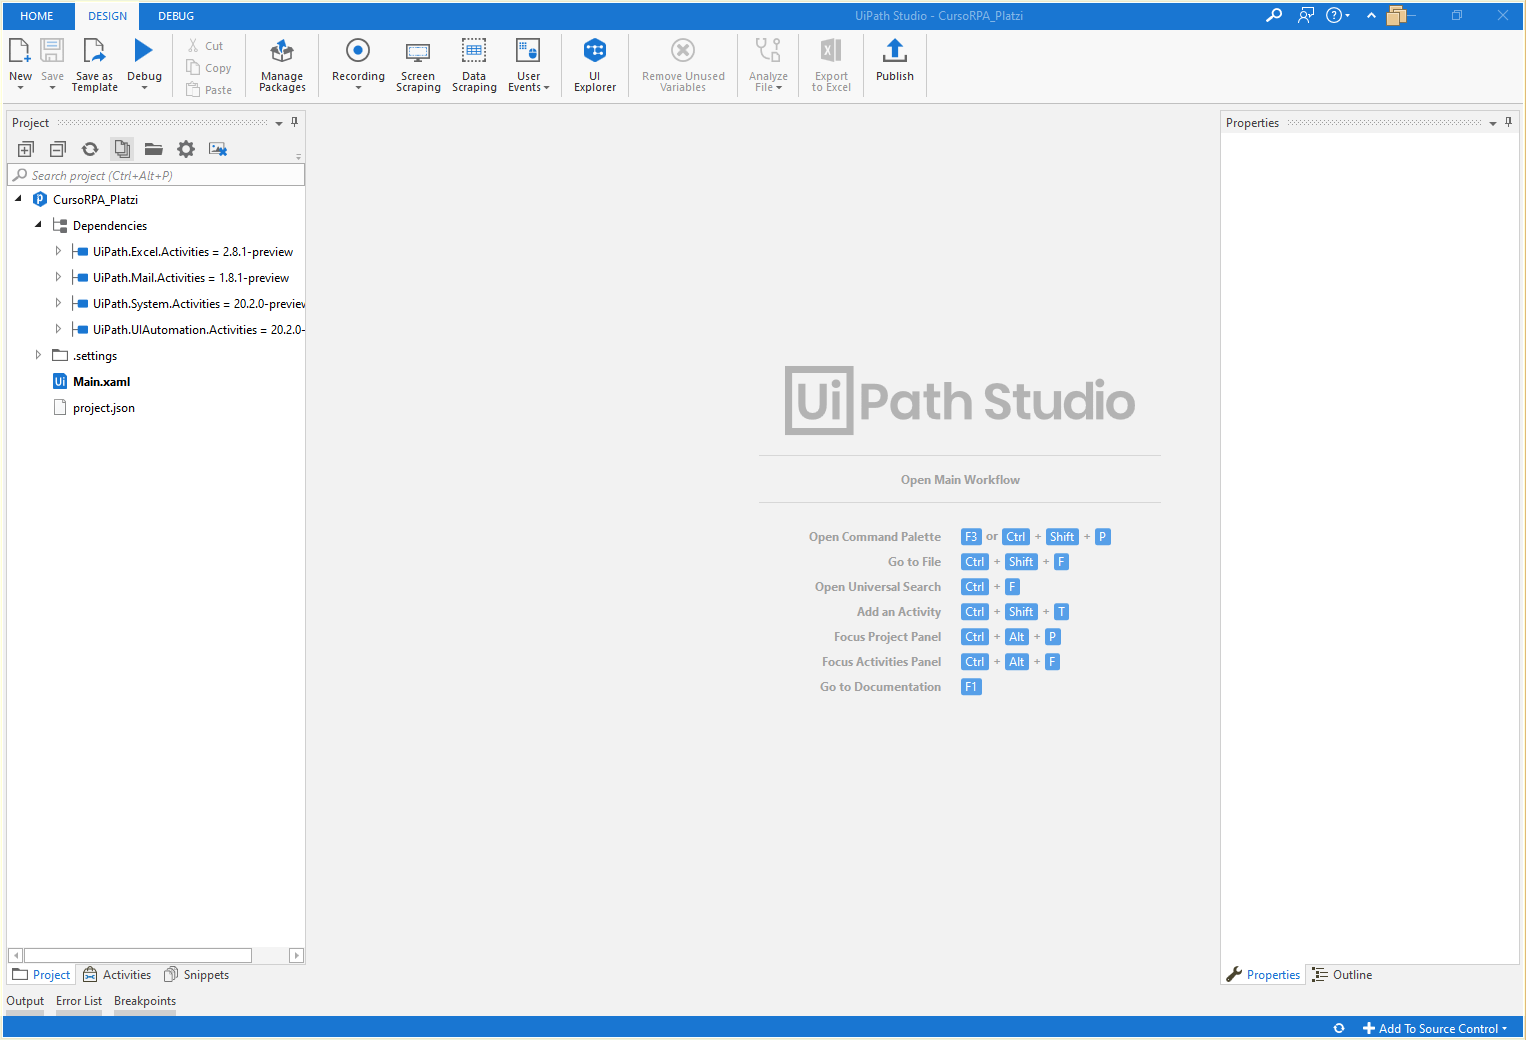 HOME DESIGN DEBUG UiPath Studio - CursoRPA_Platzi
New Save Save as Template Debug
Cut
Copy
Paste
Manage Packages
Recording
Screen Scraping
Data Scraping
User Events
UI Explorer
Remove Unused Variables
Analyze File
Export to Excel
Publish
Project
Search project (Ctrl+Alt+P)
CursoRPA_Platzi
Dependencies
UiPath.Excel.Activities = 2.8.1-preview
UiPath.Mail.Activities = 1.8.1-preview
UiPath.System.Activities = 20.2.0-preview
UiPath.UIAutomation.Activities = 20.2.0-
.settings
Ui Main.xaml
project.json
Ui Path Studio
Open Main Workflow
Open Command Palette F3 or Ctrl + Shift + P
Go to File Ctrl + Shift + F
Open Universal Search Ctrl + F
Add an Activity Ctrl + Shift + T
Focus Project Panel Ctrl + Alt + P
Focus Activities Panel Ctrl + Alt + F
Go to Documentation F1
Properties
Project Activities Snippets
Properties Outline
Output Error List Breakpoints
Add To Source Control